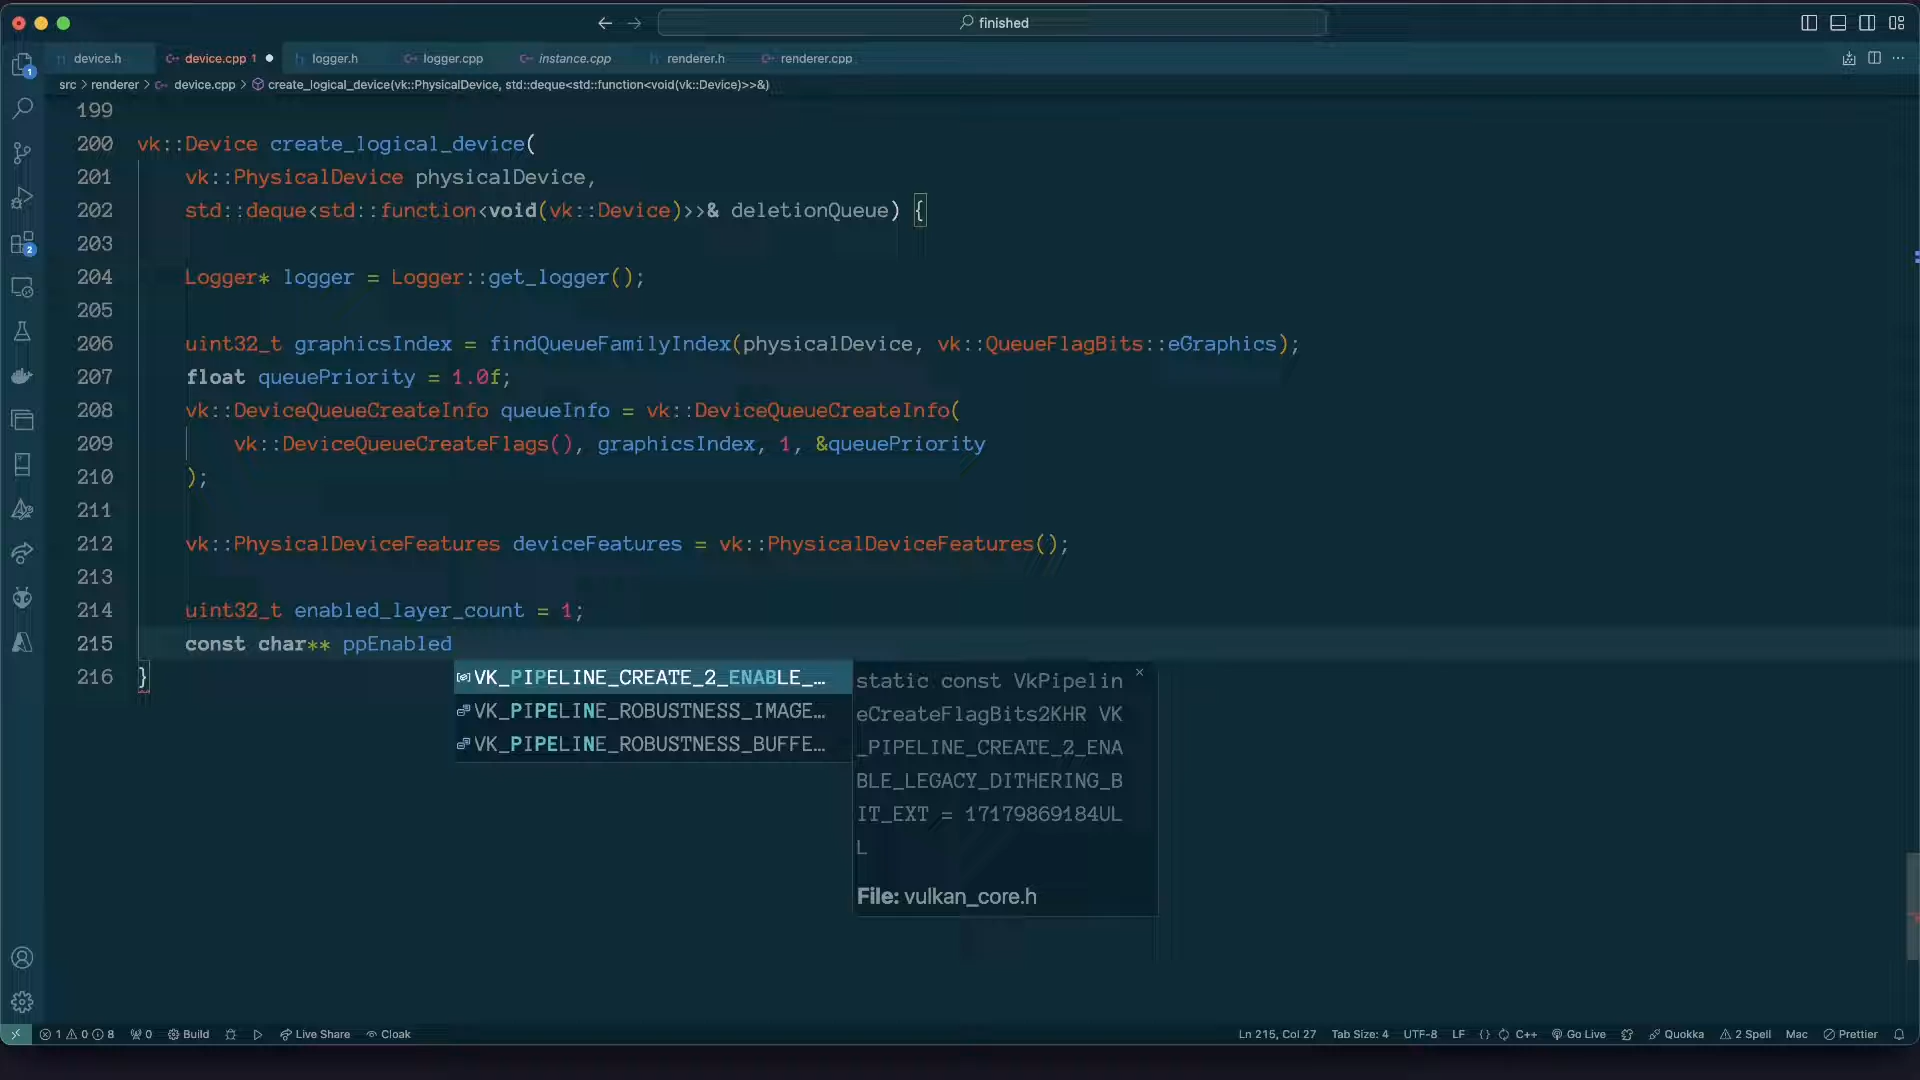 finished
device.h
device.cpp 1
logger.h
logger.cpp
instance.cpp
renderer.h
renderer.cpp
src > renderer > device.cpp > create_logical_device(vk::PhysicalDevice, std::deque<std::function<void(vk::Device)>>&)
199
200 vk::Device create_logical_device(
201 vk::PhysicalDevice physicalDevice,
202 std::deque<std::function<void(vk::Device)>>& deletionQueue) {
203
204 Logger* logger = Logger::get_logger();
205
206 uint32_t graphicsIndex = findQueueFamilyIndex(physicalDevice, vk::QueueFlagBits::eGraphics);
207 float queuePriority = 1.0f;
208 vk::DeviceQueueCreateInfo queueInfo = vk::DeviceQueueCreateInfo(
209 vk::DeviceQueueCreateFlags(), graphicsIndex, 1, &queuePriority
210 );
211
212 vk::PhysicalDeviceFeatures deviceFeatures = vk::PhysicalDeviceFeatures();
213
214 uint32_t enabled_layer_count = 1;
215 const char** ppEnabled
216 }
VK_PIPELINE_CREATE_2_ENABLE_…
VK_PIPELINE_ROBUSTNESS_IMAGE…
VK_PIPELINE_ROBUSTNESS_BUFFE…
static const VkPipelin
eCreateFlagBits2KHR VK
_PIPELINE_CREATE_2_ENA
BLE_LEGACY_DITHERING_B
IT_EXT = 17179869184UL
L
File: vulkan_core.h
1
2
1 0 8 0 Build Live Share Cloak
Ln 215, Col 27 Tab Size: 4 UTF-8 LF {} C++ Go Live Quokka 2 Spell Mac Prettier